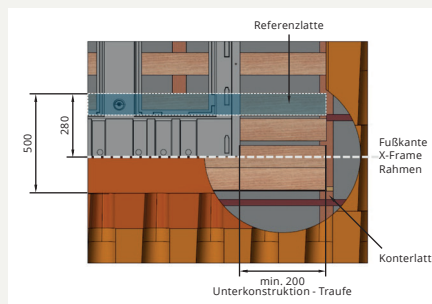 Referenzlatte
500
280
Fußkante
X-Frame
Rahmen
Konterlatt
min. 200
Unterkonstruktion - Traufe